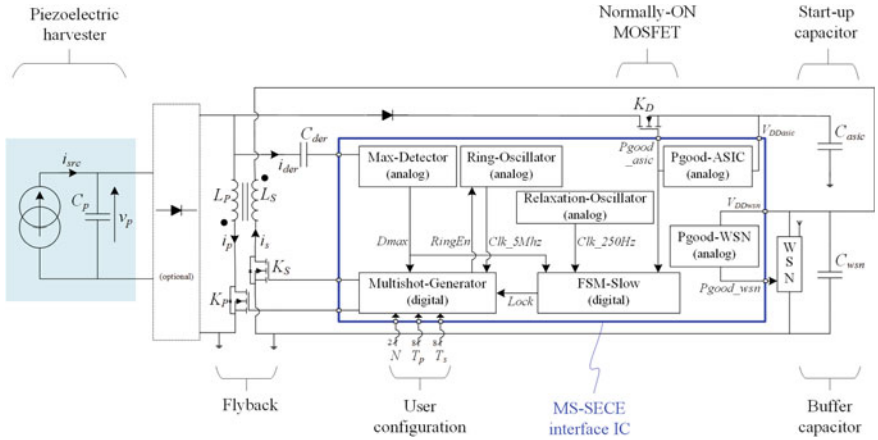 Piezoelectric
harvester
Normally-ON
MOSFET
Start-up
capacitor
K_D
C_der
i_der
V_DDasic
C_asic
i_src
C_p
v_p
(optional)
L_P
L_S
i_p
i_s
K_S
K_P
Max-Detector
(analog)
Ring-Oscillator
(analog)
Pgood
_asic
Pgood-ASIC
(analog)
Relaxation-Oscillator
(analog)
V_DDwsn
Pgood-WSN
(analog)
WSN
C_wsn
Dmax
RingEn
Clk_5Mhz
Clk_250Hz
Pgood_wsn
Multishot-Generator
(digital)
Lock
FSM-Slow
(digital)
2 8 8
N T_p T_s
Flyback
User
configuration
MS-SECE
interface IC
Buffer
capacitor